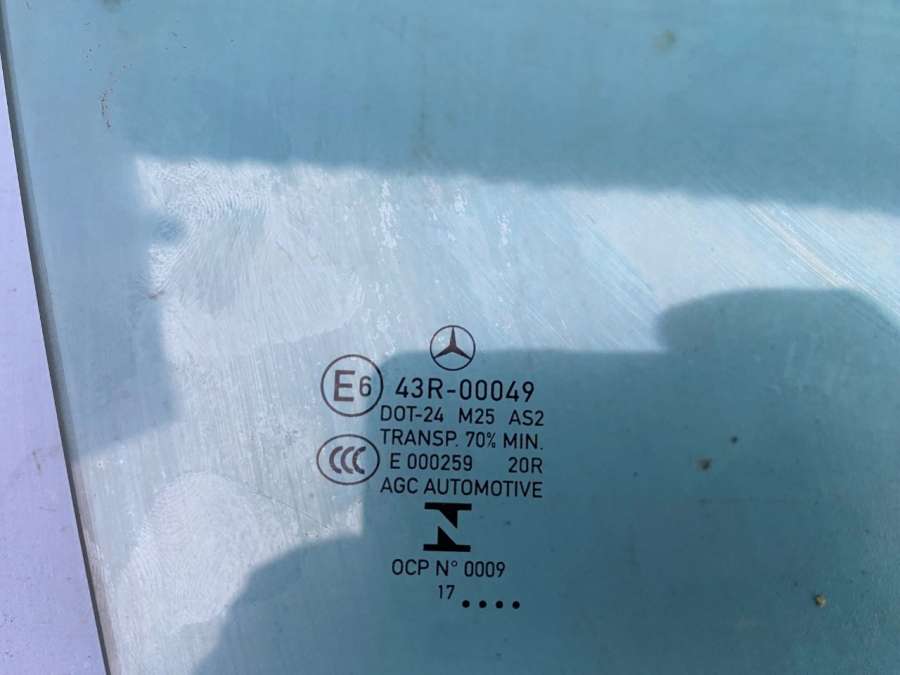 E6 43R-00049
DOT-24 M25 AS2
TRANSP. 70% MIN.
CCC E 000259 20R
AGC AUTOMOTIVE
N
OCP N° 0009
17 ....